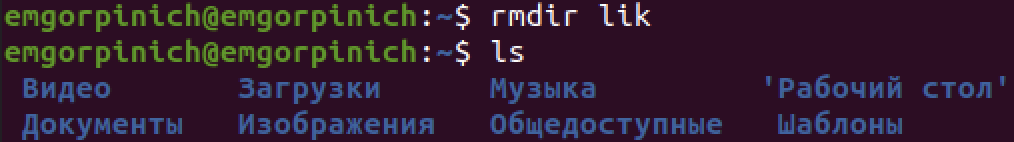 emgorpinich@emgorpinich:~$ rmdir lik
emgorpinich@emgorpinich:~$ ls
Видео Загрузки Музыка 'Рабочий стол'
Документы Изображения Общедоступные Шаблоны